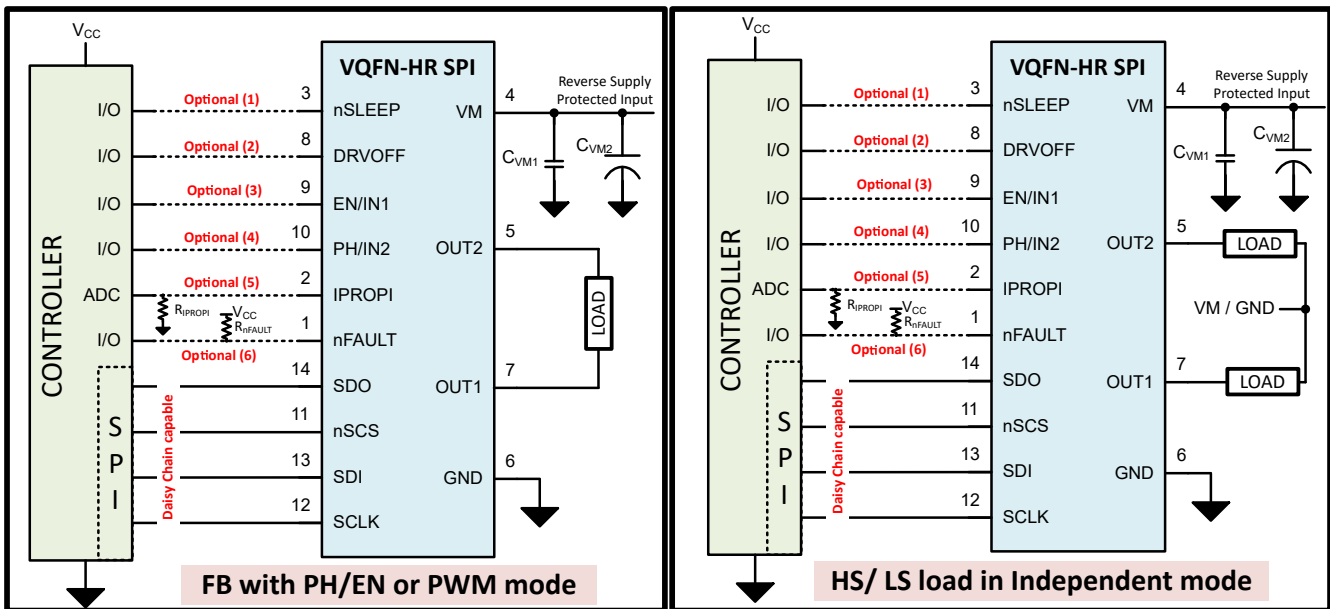 VCC
CONTROLLER
I/O
I/O
I/O
I/O
ADC
I/O
SPI
Optional (1)
Optional (2)
Optional (3)
Optional (4)
Optional (5)
RIPROPI
VCC
RnFAULT
Optional (6)
Daisy Chain capable
3
8
9
10
2
1
14
11
13
12
VQFN-HR SPI
nSLEEP
DRVOFF
EN/IN1
PH/IN2
IPROPI
nFAULT
SDO
nSCS
SDI
SCLK
VM
OUT2
OUT1
GND
4
5
7
6
Reverse Supply
Protected Input
CVM1
CVM2
LOAD
FB with PH/EN or PWM mode
VCC
CONTROLLER
I/O
I/O
I/O
I/O
ADC
I/O
SPI
Optional (1)
Optional (2)
Optional (3)
Optional (4)
Optional (5)
RIPROPI
VCC
RnFAULT
Optional (6)
Daisy Chain capable
3
8
9
10
2
1
14
11
13
12
VQFN-HR SPI
nSLEEP
DRVOFF
EN/IN1
PH/IN2
IPROPI
nFAULT
SDO
nSCS
SDI
SCLK
VM
OUT2
OUT1
GND
4
5
7
6
Reverse Supply
Protected Input
CVM1
CVM2
LOAD
VM / GND
LOAD
HS/ LS load in Independent mode